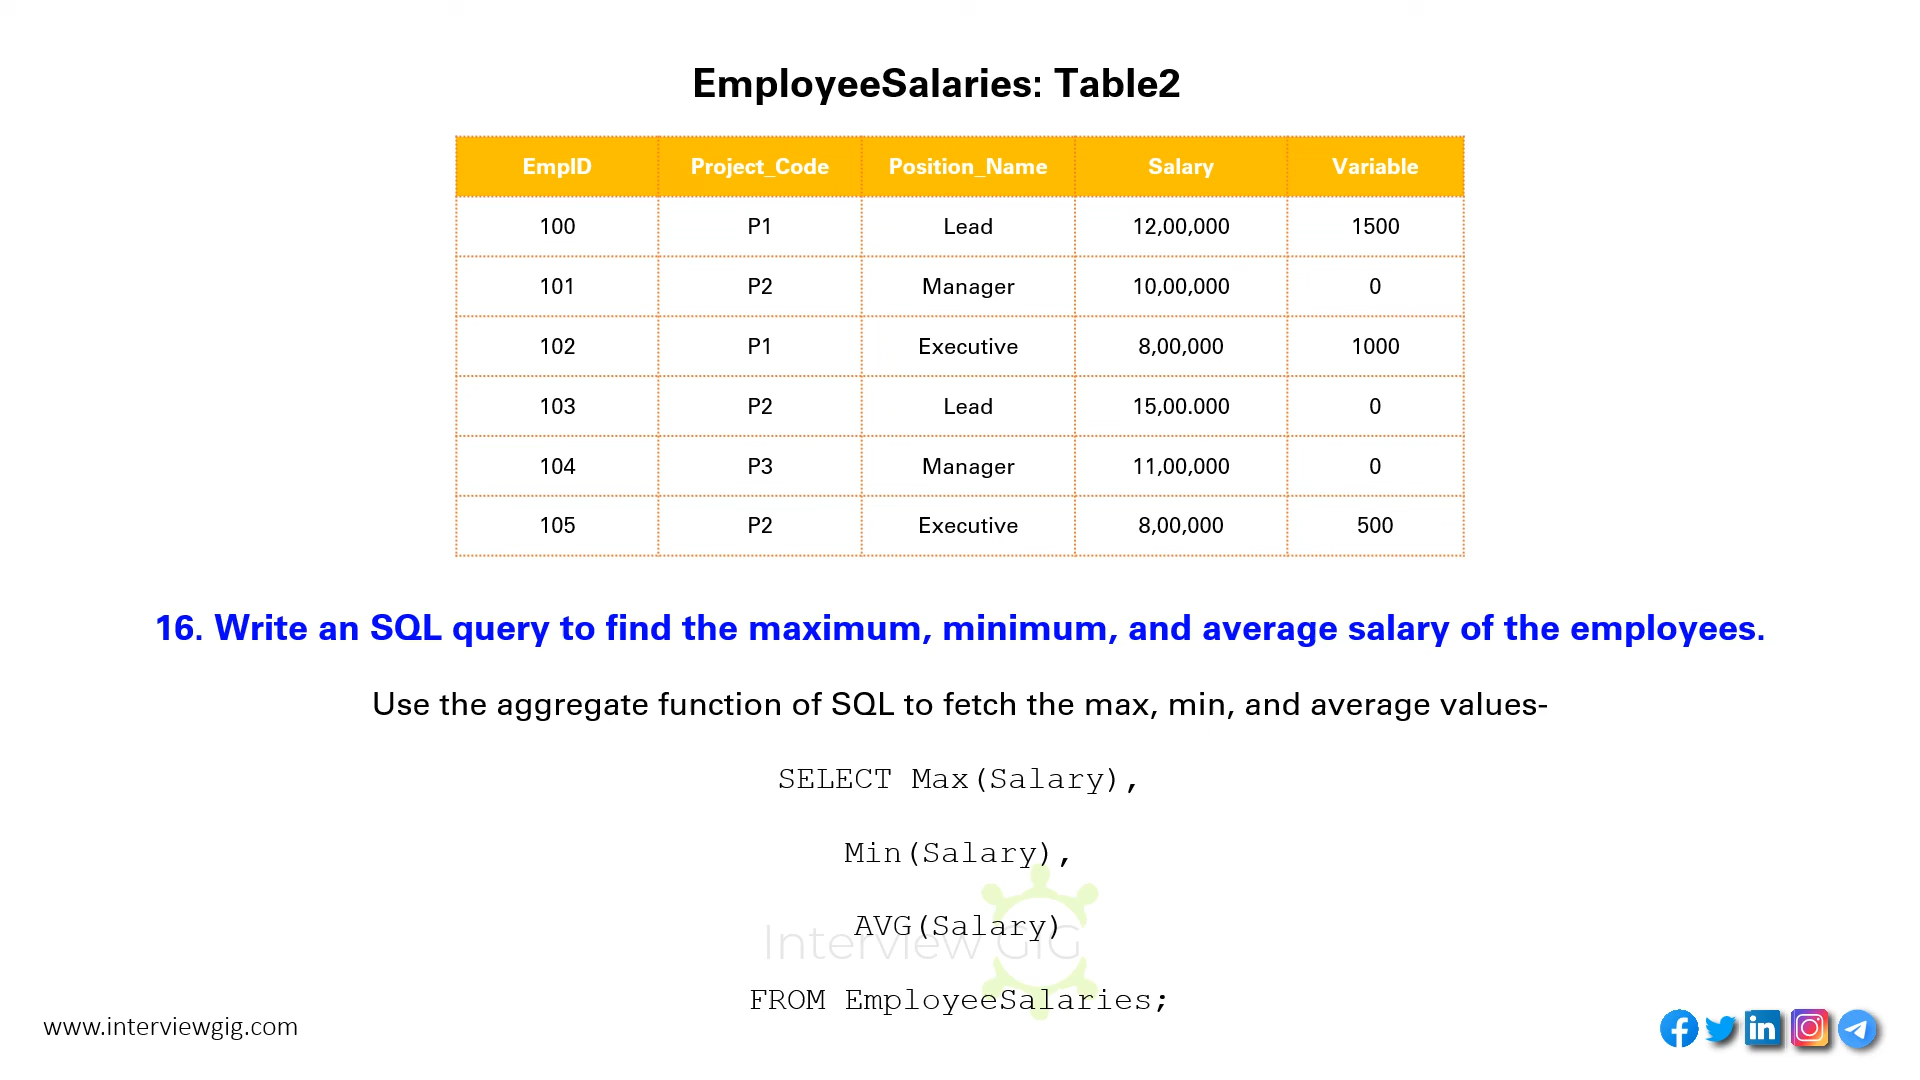 EmployeeSalaries: Table2
EmpID Project_Code Position_Name Salary Variable
100 P1 Lead 12,00,000 1500
101 P2 Manager 10,00,000 0
102 P1 Executive 8,00,000 1000
103 P2 Lead 15,00.000 0
104 P3 Manager 11,00,000 0
105 P2 Executive 8,00,000 500
16. Write an SQL query to find the maximum, minimum, and average salary of the employees.
Use the aggregate function of SQL to fetch the max, min, and average values-
SELECT Max(Salary),
Min(Salary),
AVG(Salary)
Interview GIG
FROM EmployeeSalaries;
www.interviewgig.com